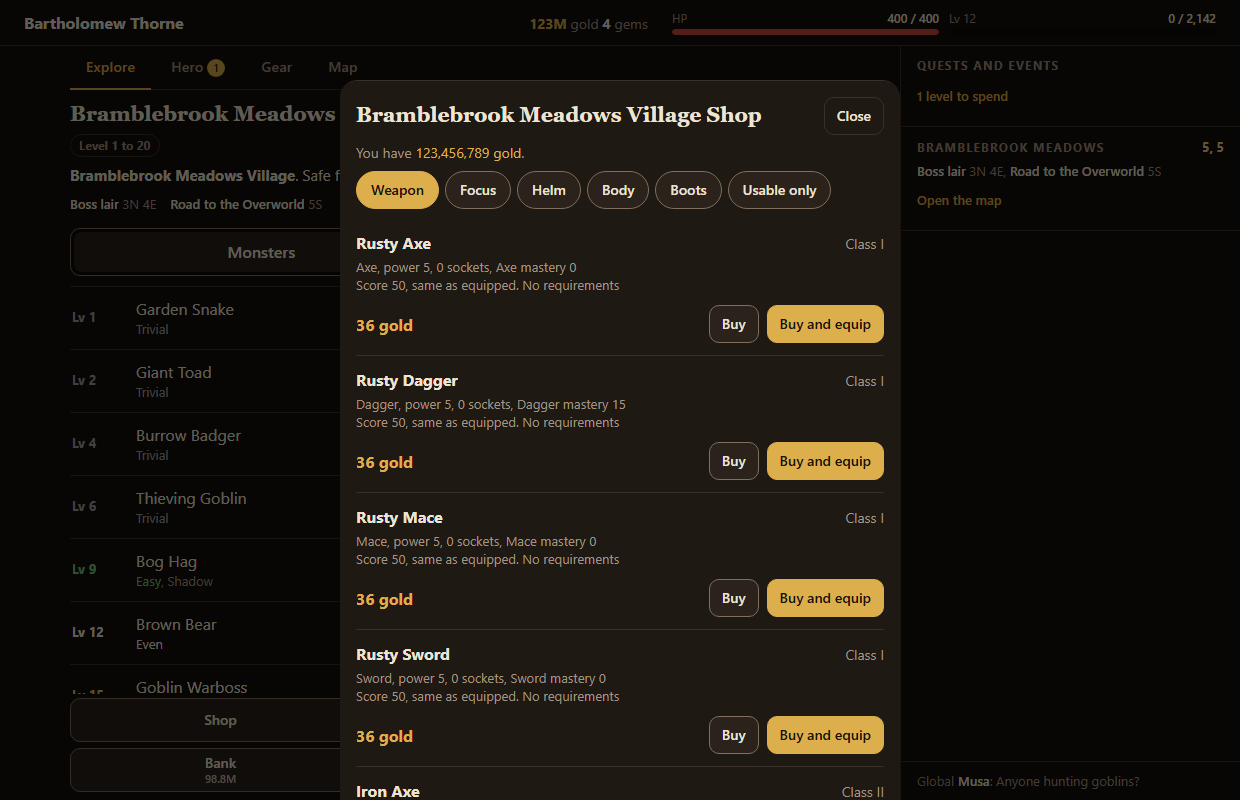 Bartholomew Thorne
123M gold 4 gems
HP 400 / 400
Lv 12 0 / 2,142
Explore
Hero 1
Gear
Map
Bramblebrook Meadows
Level 1 to 20
Bramblebrook Meadows Village. Safe f
Boss lair 3N 4E Road to the Overworld 5S
Monsters
Lv 1 Garden Snake
Trivial
Lv 2 Giant Toad
Trivial
Lv 4 Burrow Badger
Trivial
Lv 6 Thieving Goblin
Trivial
Lv 9 Bog Hag
Easy, Shadow
Lv 12 Brown Bear
Even
Lv 15 Goblin Warboss
Shop
Bank
98.8M
Bramblebrook Meadows Village Shop
Close
You have 123,456,789 gold.
Weapon
Focus
Helm
Body
Boots
Usable only
Rusty Axe Class I
Axe, power 5, 0 sockets, Axe mastery 0
Score 50, same as equipped. No requirements
36 gold Buy Buy and equip
Rusty Dagger Class I
Dagger, power 5, 0 sockets, Dagger mastery 15
Score 50, same as equipped. No requirements
36 gold Buy Buy and equip
Rusty Mace Class I
Mace, power 5, 0 sockets, Mace mastery 0
Score 50, same as equipped. No requirements
36 gold Buy Buy and equip
Rusty Sword Class I
Sword, power 5, 0 sockets, Sword mastery 0
Score 50, same as equipped. No requirements
36 gold Buy Buy and equip
Iron Axe Class II
QUESTS AND EVENTS
1 level to spend
BRAMBLEBROOK MEADOWS 5, 5
Boss lair 3N 4E, Road to the Overworld 5S
Open the map
Global Musa: Anyone hunting goblins?